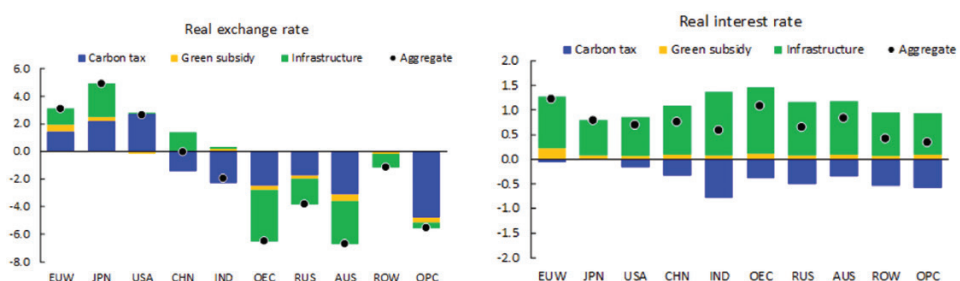 Real exchange rate
Carbon tax Green subsidy Infrastructure Aggregate
6.0
4.0
2.0
0.0
-2.0
-4.0
-6.0
-8.0
EUW JPN USA CHN IND OEC RUS AUS ROW OPC
Real interest rate
Carbon tax Green subsidy Infrastructure Aggregate
2.0
1.5
1.0
0.5
0.0
-0.5
-1.0
-1.5
-2.0
EUW JPN USA CHN IND OEC RUS AUS ROW OPC